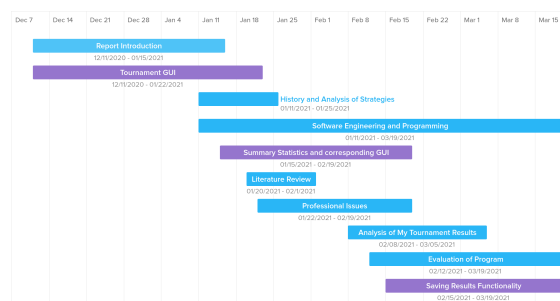 Dec 7 Dec 14 Dec 21 Dec 28 Jan 4 Jan 11 Jan 18 Jan 25 Feb 1 Feb 8 Feb 15 Feb 22 Mar 1 Mar 8 Mar 15
Report Introduction
12/11/2020 - 01/15/2021
Tournament GUI
12/11/2020 - 01/22/2021
History and Analysis of Strategies
01/11/2021 - 01/25/2021
Software Engineering and Programming
01/11/2021 - 03/19/2021
Summary Statistics and corresponding GUI
01/15/2021 - 02/19/2021
Literature Review
01/20/2021 - 02/1/2021
Professional Issues
01/22/2021 - 02/19/2021
Analysis of My Tournament Results
02/08/2021 - 03/05/2021
Evaluation of Program
02/12/2021 - 03/19/2021
Saving Results Functionality
02/15/2021 - 03/19/2021